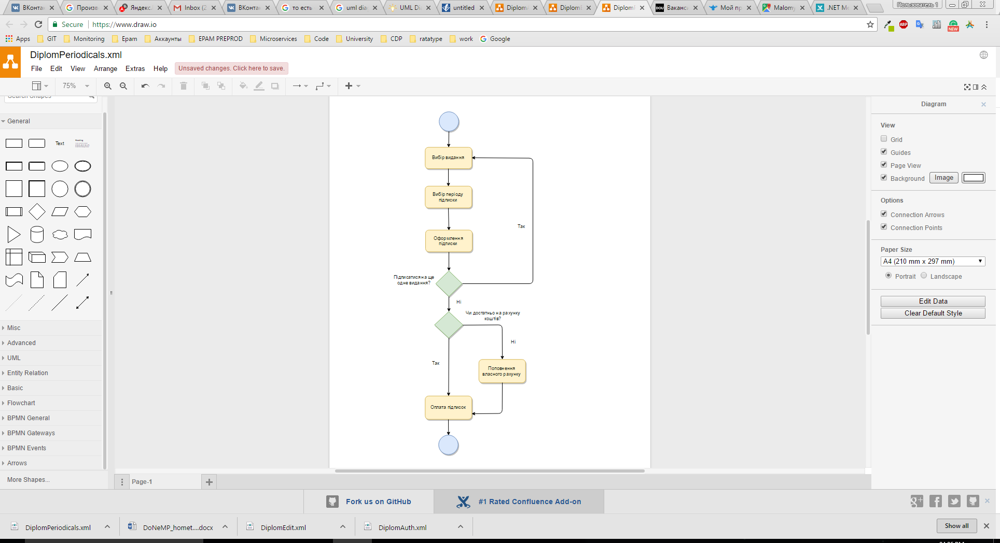 ВКонта
Произв
Яндекс.
Inbox (2
ВКонта
то есть
uml dia
UML Di
untitled
Diplom
Diplom
Diplom
DOU
Ваканс
Мой пр
Malom
.NET M
Пользователь 1
Secure
https://www.draw.io
ABP
NEW
Apps
GIT
Monitoring
Epam
Аккаунты
EPAM PREPROD
Microservices
Code
University
CDP
ratatype
work
Google
DiplomPeriodicals.xml
File
Edit
View
Arrange
Extras
Help
Unsaved changes. Click here to save.
75%
Search Shapes
General
Text
Heading
Misc
Advanced
UML
Entity Relation
Basic
Flowchart
BPMN General
BPMN Gateways
BPMN Events
Arrows
More Shapes...
Вибір видання
Вибір періоду
підписки
Оформлення
підписки
Так
Підписатися на ще
одне видання?
Ні
Чи достатньо на рахунку
коштів?
Ні
Так
Поповнення
власного рахунку
Оплата підписок
Diagram
View
Grid
Guides
Page View
Background
Image
Options
Connection Arrows
Connection Points
Paper Size
A4 (210 mm x 297 mm)
Portrait
Landscape
Edit Data
Clear Default Style
Page-1
Fork us on GitHub
#1 Rated Confluence Add-on
DiplomPeriodicals.xml
DoNeMP_homet....docx
DiplomEdit.xml
DiplomAuth.xml
Show all